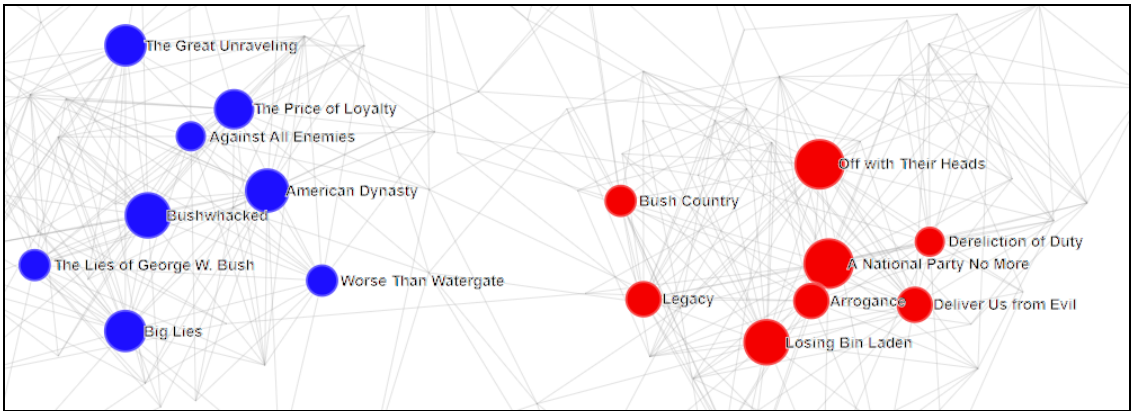 The Great Unraveling
The Price of Loyalty
Against All Enemies
American Dynasty
Bushwhacked
The Lies of George W. Bush
Worse Than Watergate
Big Lies
Off with Their Heads
Bush Country
Dereliction of Duty
A National Party No More
Legacy
Arrogance
Deliver Us from Evil
Losing Bin Laden